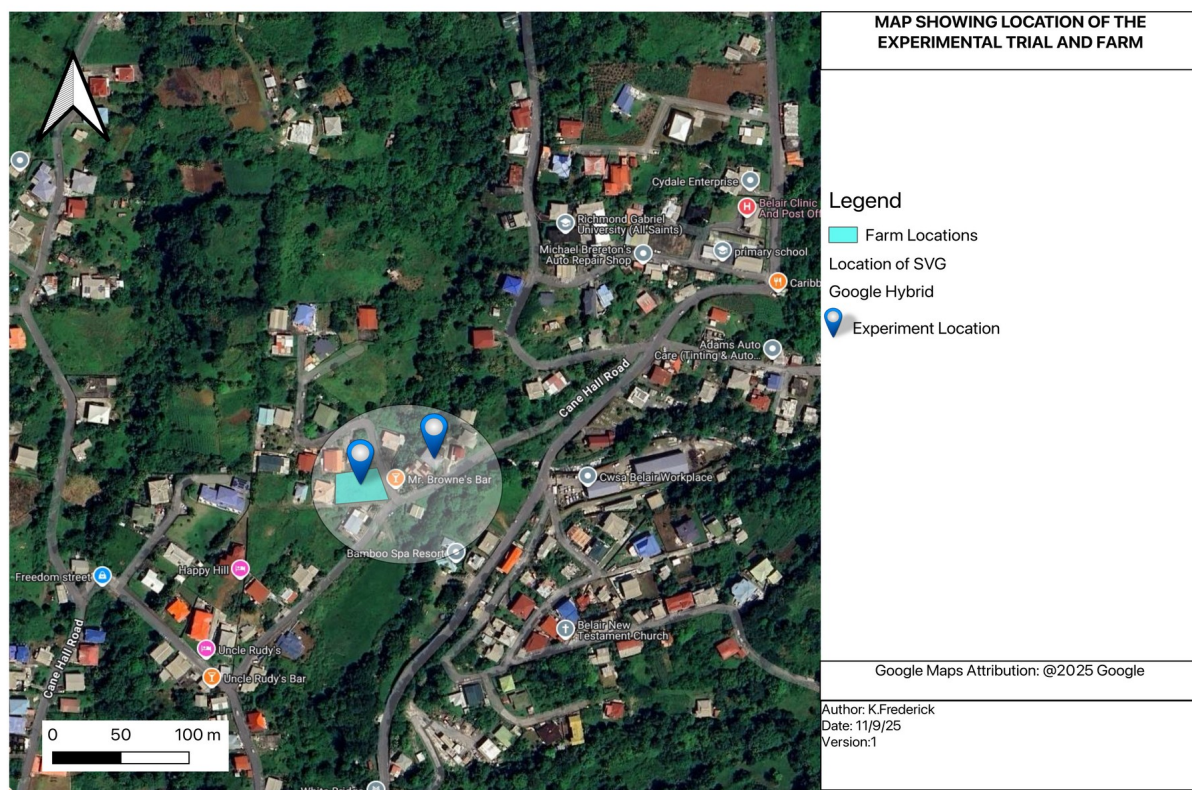 MAP SHOWING LOCATION OF THE
EXPERIMENTAL TRIAL AND FARM
Legend
Farm Locations
Location of SVG
Google Hybrid
Experiment Location
Google Maps Attribution: @2025 Google
Author: K.Frederick
Date: 11/9/25
Version:1
Cydale Enterprise
H
Belair Clinic
And Post Off
Richmond Gabriel
University (All Saints)
Michael Brereton's
Auto Repair Shop
primary school
Caribb
Adams Auto
Care (Tinting & Auto...
Cane Hall Road
Mr. Browne's Bar
Cwsa Belair Workplace
Bamboo Spa Resort
Happy Hill
Freedom street
Belair New
Testament Church
Cane Hall Road
Uncle Rudy's
Uncle Rudy's Bar
0 50 100 m